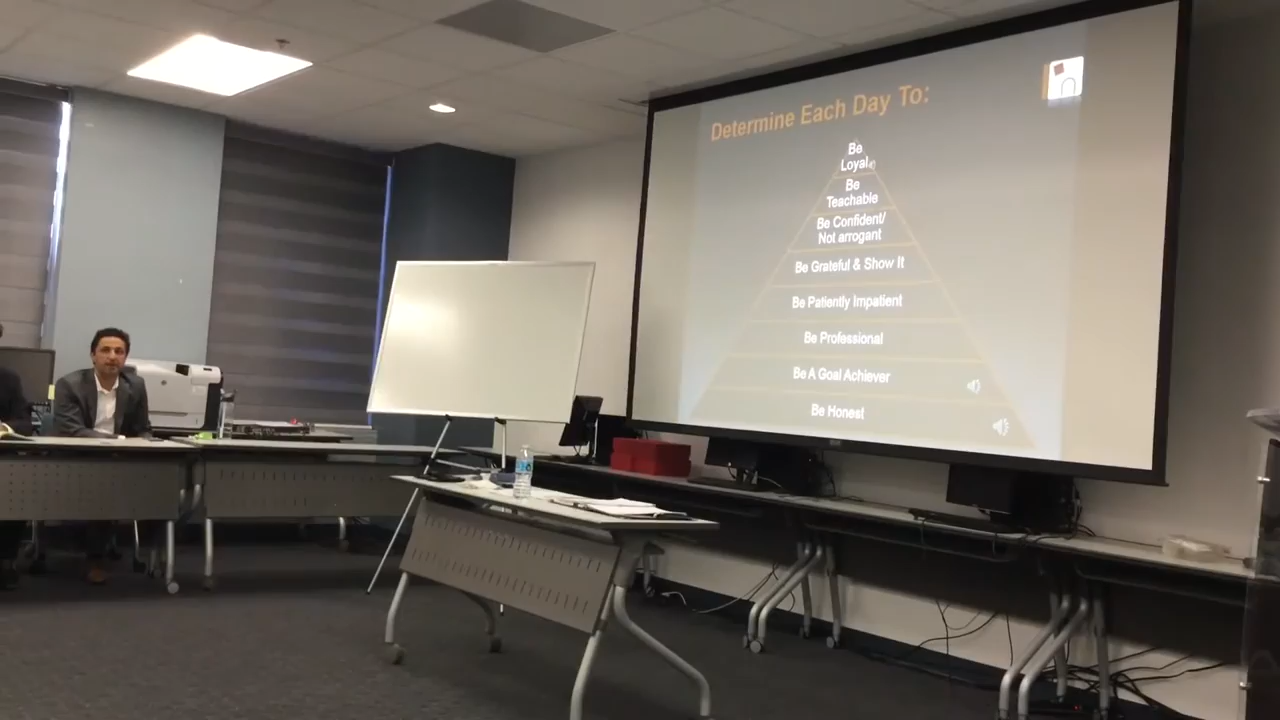 Determine Each Day To:
Be
Loyal
Be
Teachable
Be Confident/
Not arrogant
Be Grateful & Show It
Be Patiently Impatient
Be Professional
Be A Goal Achiever
Be Honest